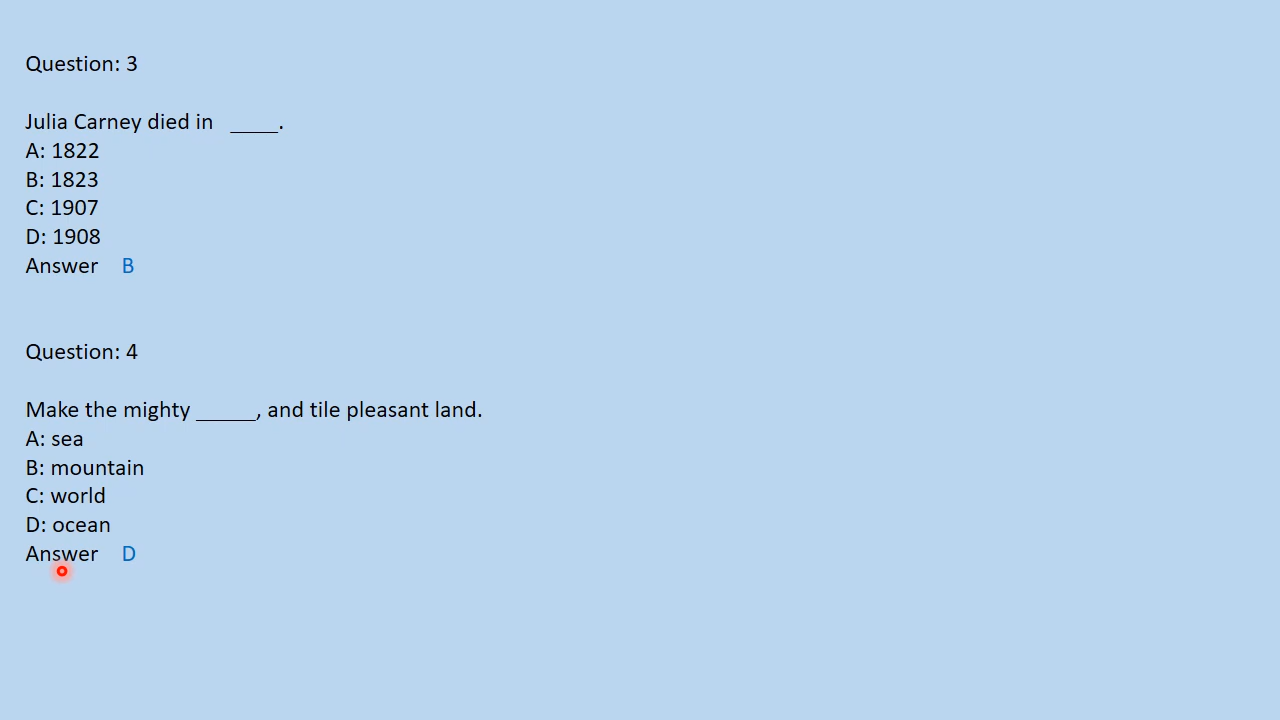 Question: 3
Julia Carney died in ____.
A: 1822
B: 1823
C: 1907
D: 1908
Answer B
Question: 4
Make the mighty _____, and tile pleasant land.
A: sea
B: mountain
C: world
D: ocean
Answer D